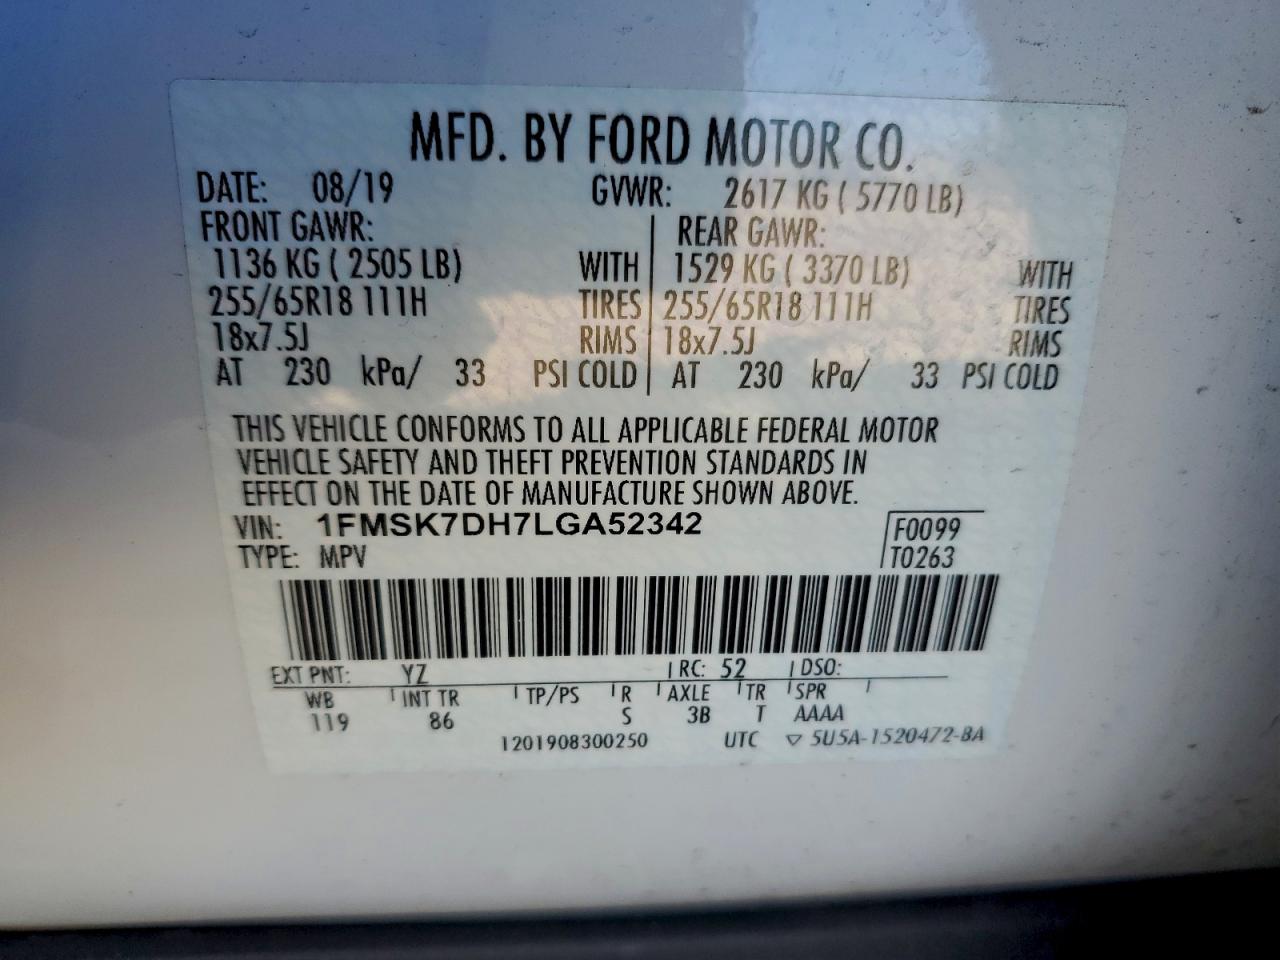 MFD. BY FORD MOTOR CO.
DATE: 08/19 GVWR: 2617 KG ( 5770 LB)
FRONT GAWR: REAR GAWR:
1136 KG ( 2505 LB) WITH 1529 KG ( 3370 LB) WITH
255/65R18 111H TIRES 255/65R18 111H TIRES
18x7.5J RIMS 18x7.5J RIMS
AT 230 kPa/ 33 PSI COLD AT 230 kPa/ 33 PSI COLD
THIS VEHICLE CONFORMS TO ALL APPLICABLE FEDERAL MOTOR
VEHICLE SAFETY AND THEFT PREVENTION STANDARDS IN
EFFECT ON THE DATE OF MANUFACTURE SHOWN ABOVE.
VIN: 1FMSK7DH7LGA52342 F0099
TYPE: MPV T0263
EXT PNT: YZ RC: 52 DSO:
WB INT TR TP/PS R AXLE TR SPR
119 86 S 3B T AAAA
1201908300250 UTC ▽ 5U5A-1520472-BA